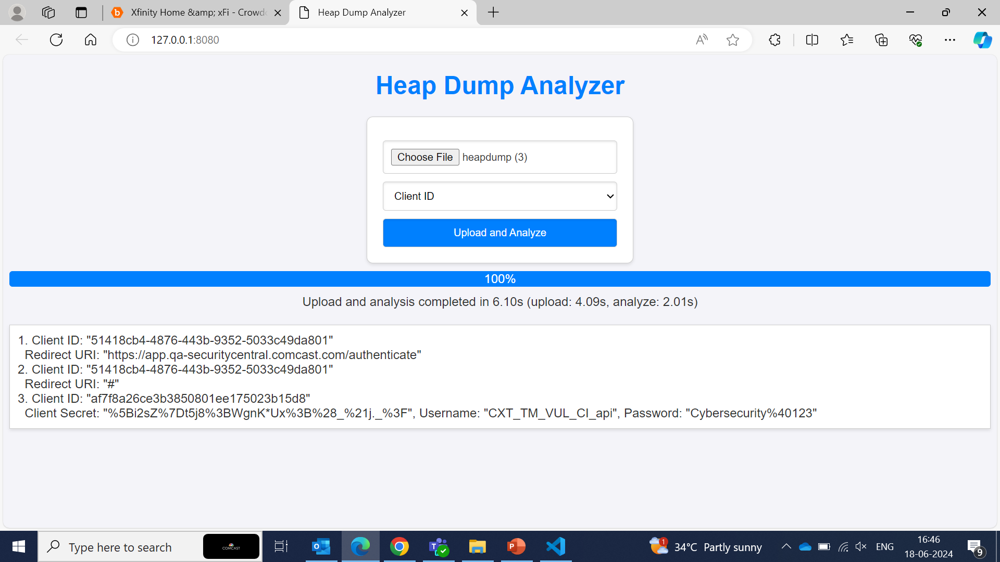 Xfinity Home &amp; xFi - Crowd
Heap Dump Analyzer
127.0.0.1:8080
Heap Dump Analyzer
Choose File heapdump (3)
Client ID
Upload and Analyze
100%
Upload and analysis completed in 6.10s (upload: 4.09s, analyze: 2.01s)
1. Client ID: "51418cb4-4876-443b-9352-5033c49da801"
Redirect URI: "https://app.qa-securitycentral.comcast.com/authenticate"
2. Client ID: "51418cb4-4876-443b-9352-5033c49da801"
Redirect URI: "#"
3. Client ID: "af7f8a26ce3b3850801ee175023b15d8"
Client Secret: "%5Bi2sZ%7Dt5j8%3BWgnK*Ux%3B%28_%21j._%3F", Username: "CXT_TM_VUL_CI_api", Password: "Cybersecurity%40123"
Type here to search
COMCAST
1
34°C Partly sunny
ENG
16:46
18-06-2024
9